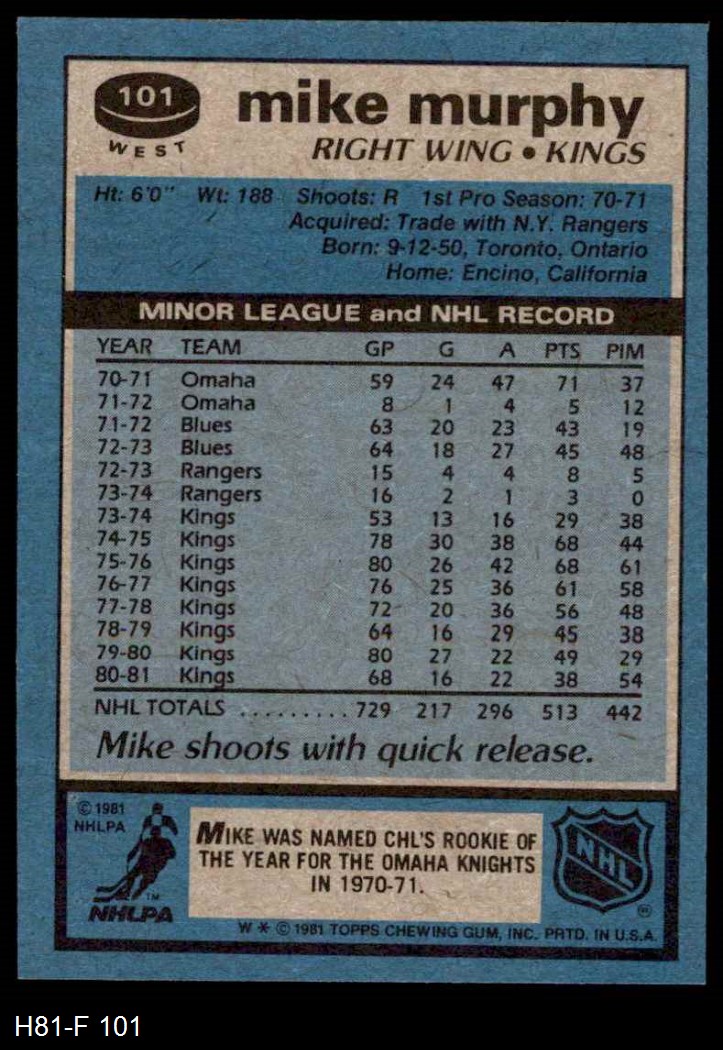 101
WEST
mike murphy
RIGHT WING • KINGS
Ht: 6'0" Wt: 188 Shoots: R 1st Pro Season: 70-71
Acquired: Trade with N.Y. Rangers
Born: 9-12-50, Toronto, Ontario
Home: Encino, California
MINOR LEAGUE and NHL RECORD
YEAR TEAM GP G A PTS PIM
70-71 Omaha 59 24 47 71 37
71-72 Omaha 8 1 4 5 12
71-72 Blues 63 20 23 43 19
72-73 Blues 64 18 27 45 48
72-73 Rangers 15 4 4 8 5
73-74 Rangers 16 2 1 3 0
73-74 Kings 53 13 16 29 38
74-75 Kings 78 30 38 68 44
75-76 Kings 80 26 42 68 61
76-77 Kings 76 25 36 61 58
77-78 Kings 72 20 36 56 48
78-79 Kings 64 16 29 45 38
79-80 Kings 80 27 22 49 29
80-81 Kings 68 16 22 38 54
NHL TOTALS ......... 729 217 296 513 442
Mike shoots with quick release.
© 1981
NHLPA
TM
NHLPA
MIKE WAS NAMED CHL'S ROOKIE OF
THE YEAR FOR THE OMAHA KNIGHTS
IN 1970-71.
NHL
W * © 1981 TOPPS CHEWING GUM, INC. PRTD. IN U.S.A.
H81-F 101